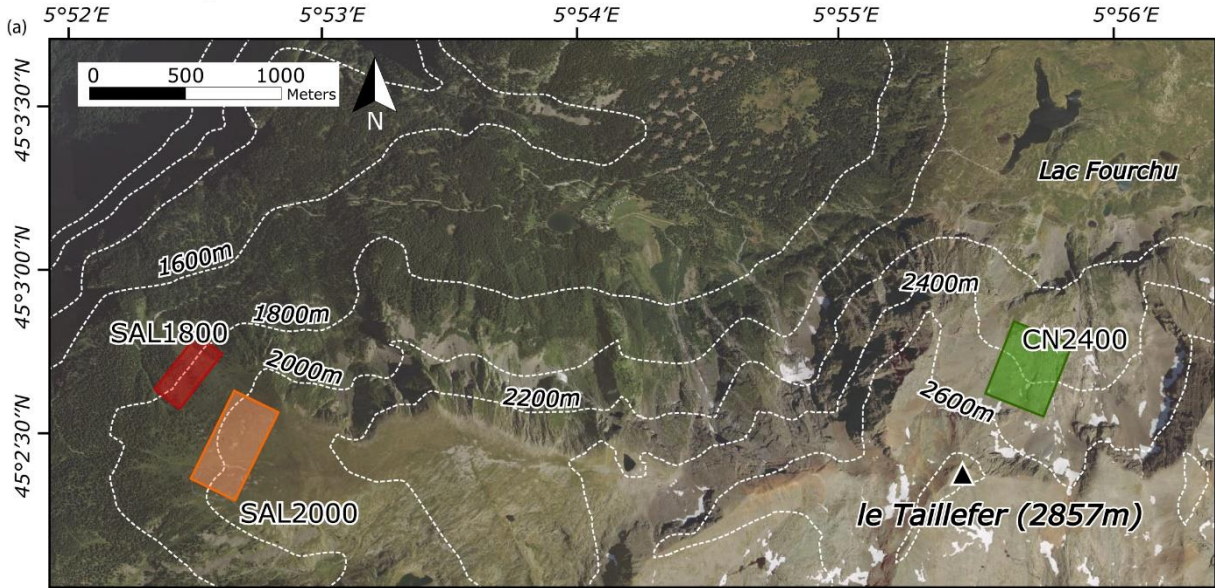 (a)
5°52’E 5°53’E 5°54’E 5°55’E 5°56’E
0 500 1000
Meters
N
45°3’30’’N
45°3’00’’N
45°2’30’’N
Lac Fourchu
1600m
1800m
2000m
2200m
2400m
2600m
SAL1800
SAL2000
CN2400
le Taillefer (2857m)